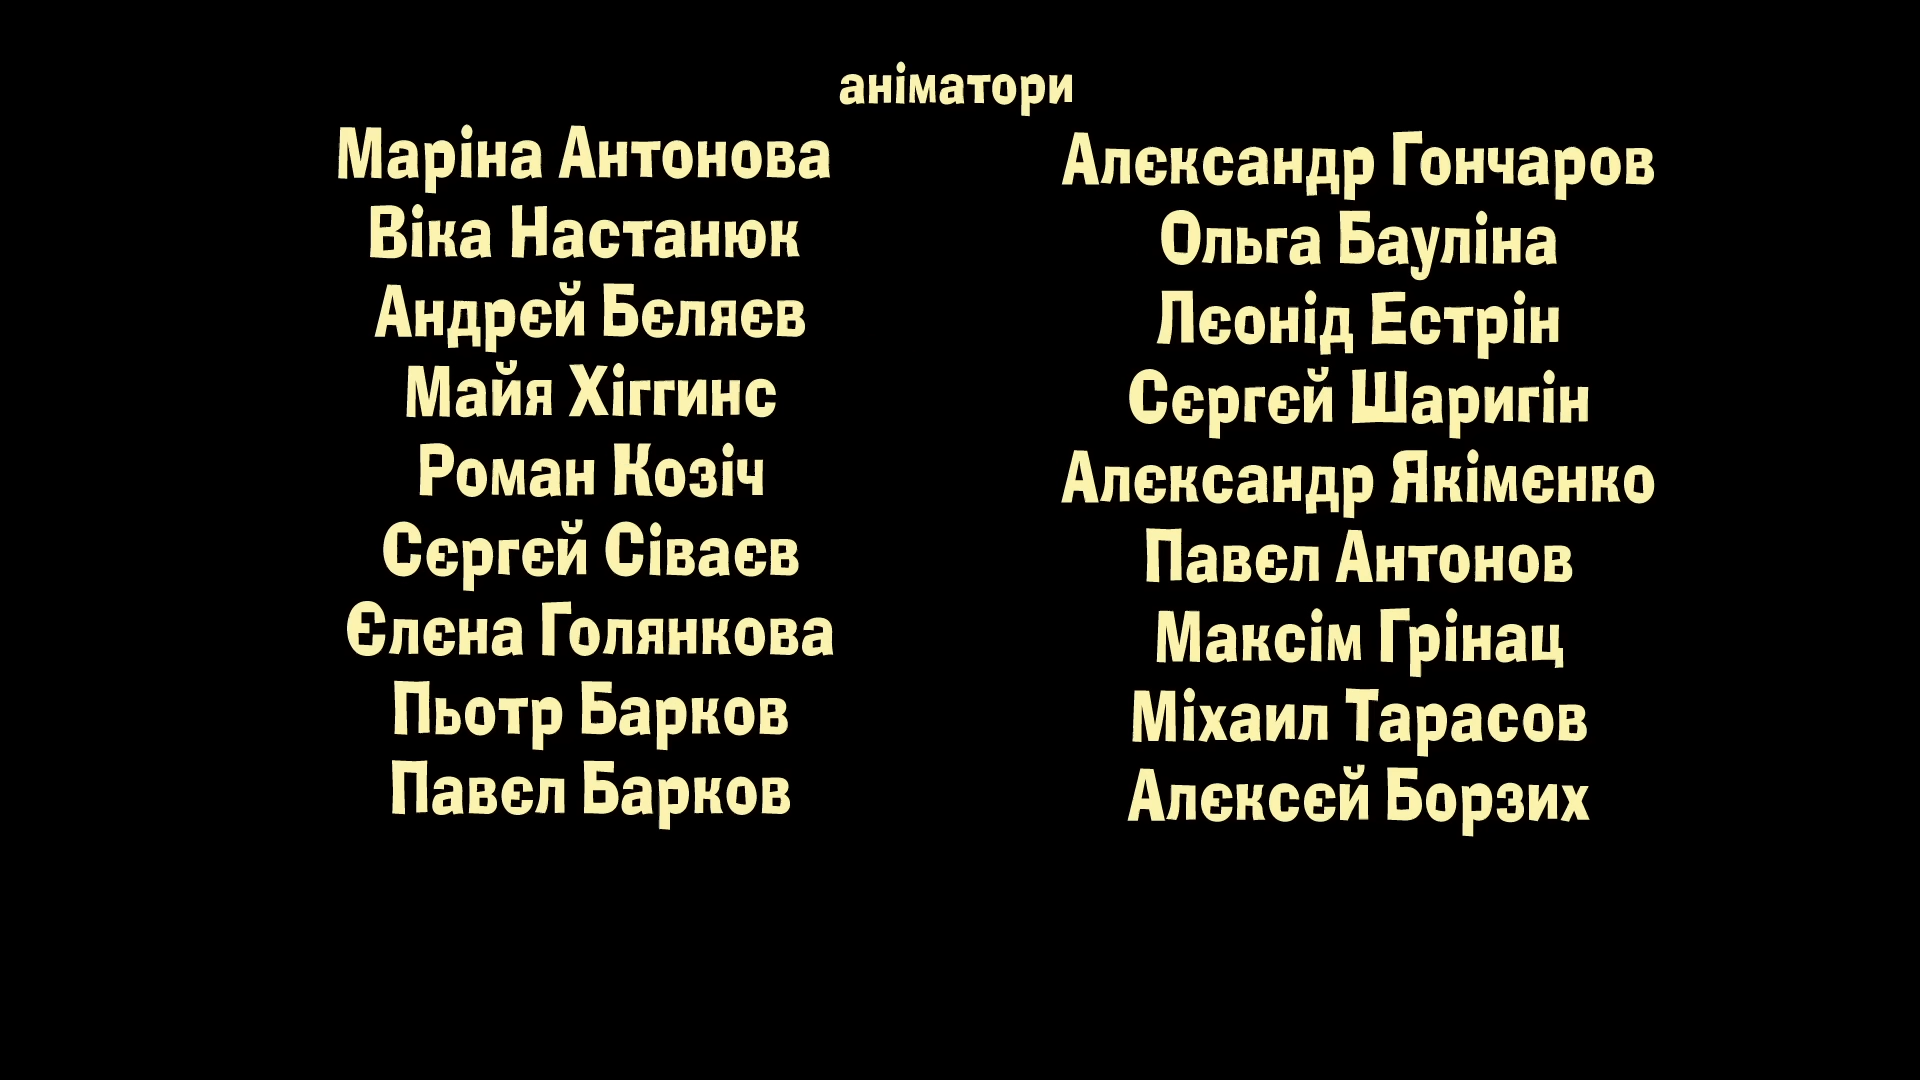 аніматори
Маріна Антонова
Віка Настанюк
Андрєй Бєляєв
Майя Хіггинс
Роман Козіч
Сєргєй Сіваєв
Єлєна Голянкова
Пьотр Барков
Павєл Барков
Алєксандр Гончаров
Ольга Бауліна
Лєонід Естрін
Сєргєй Шаригін
Алєксандр Якімєнко
Павєл Антонов
Максім Грінац
Міхаил Тарасов
Алєксєй Борзих